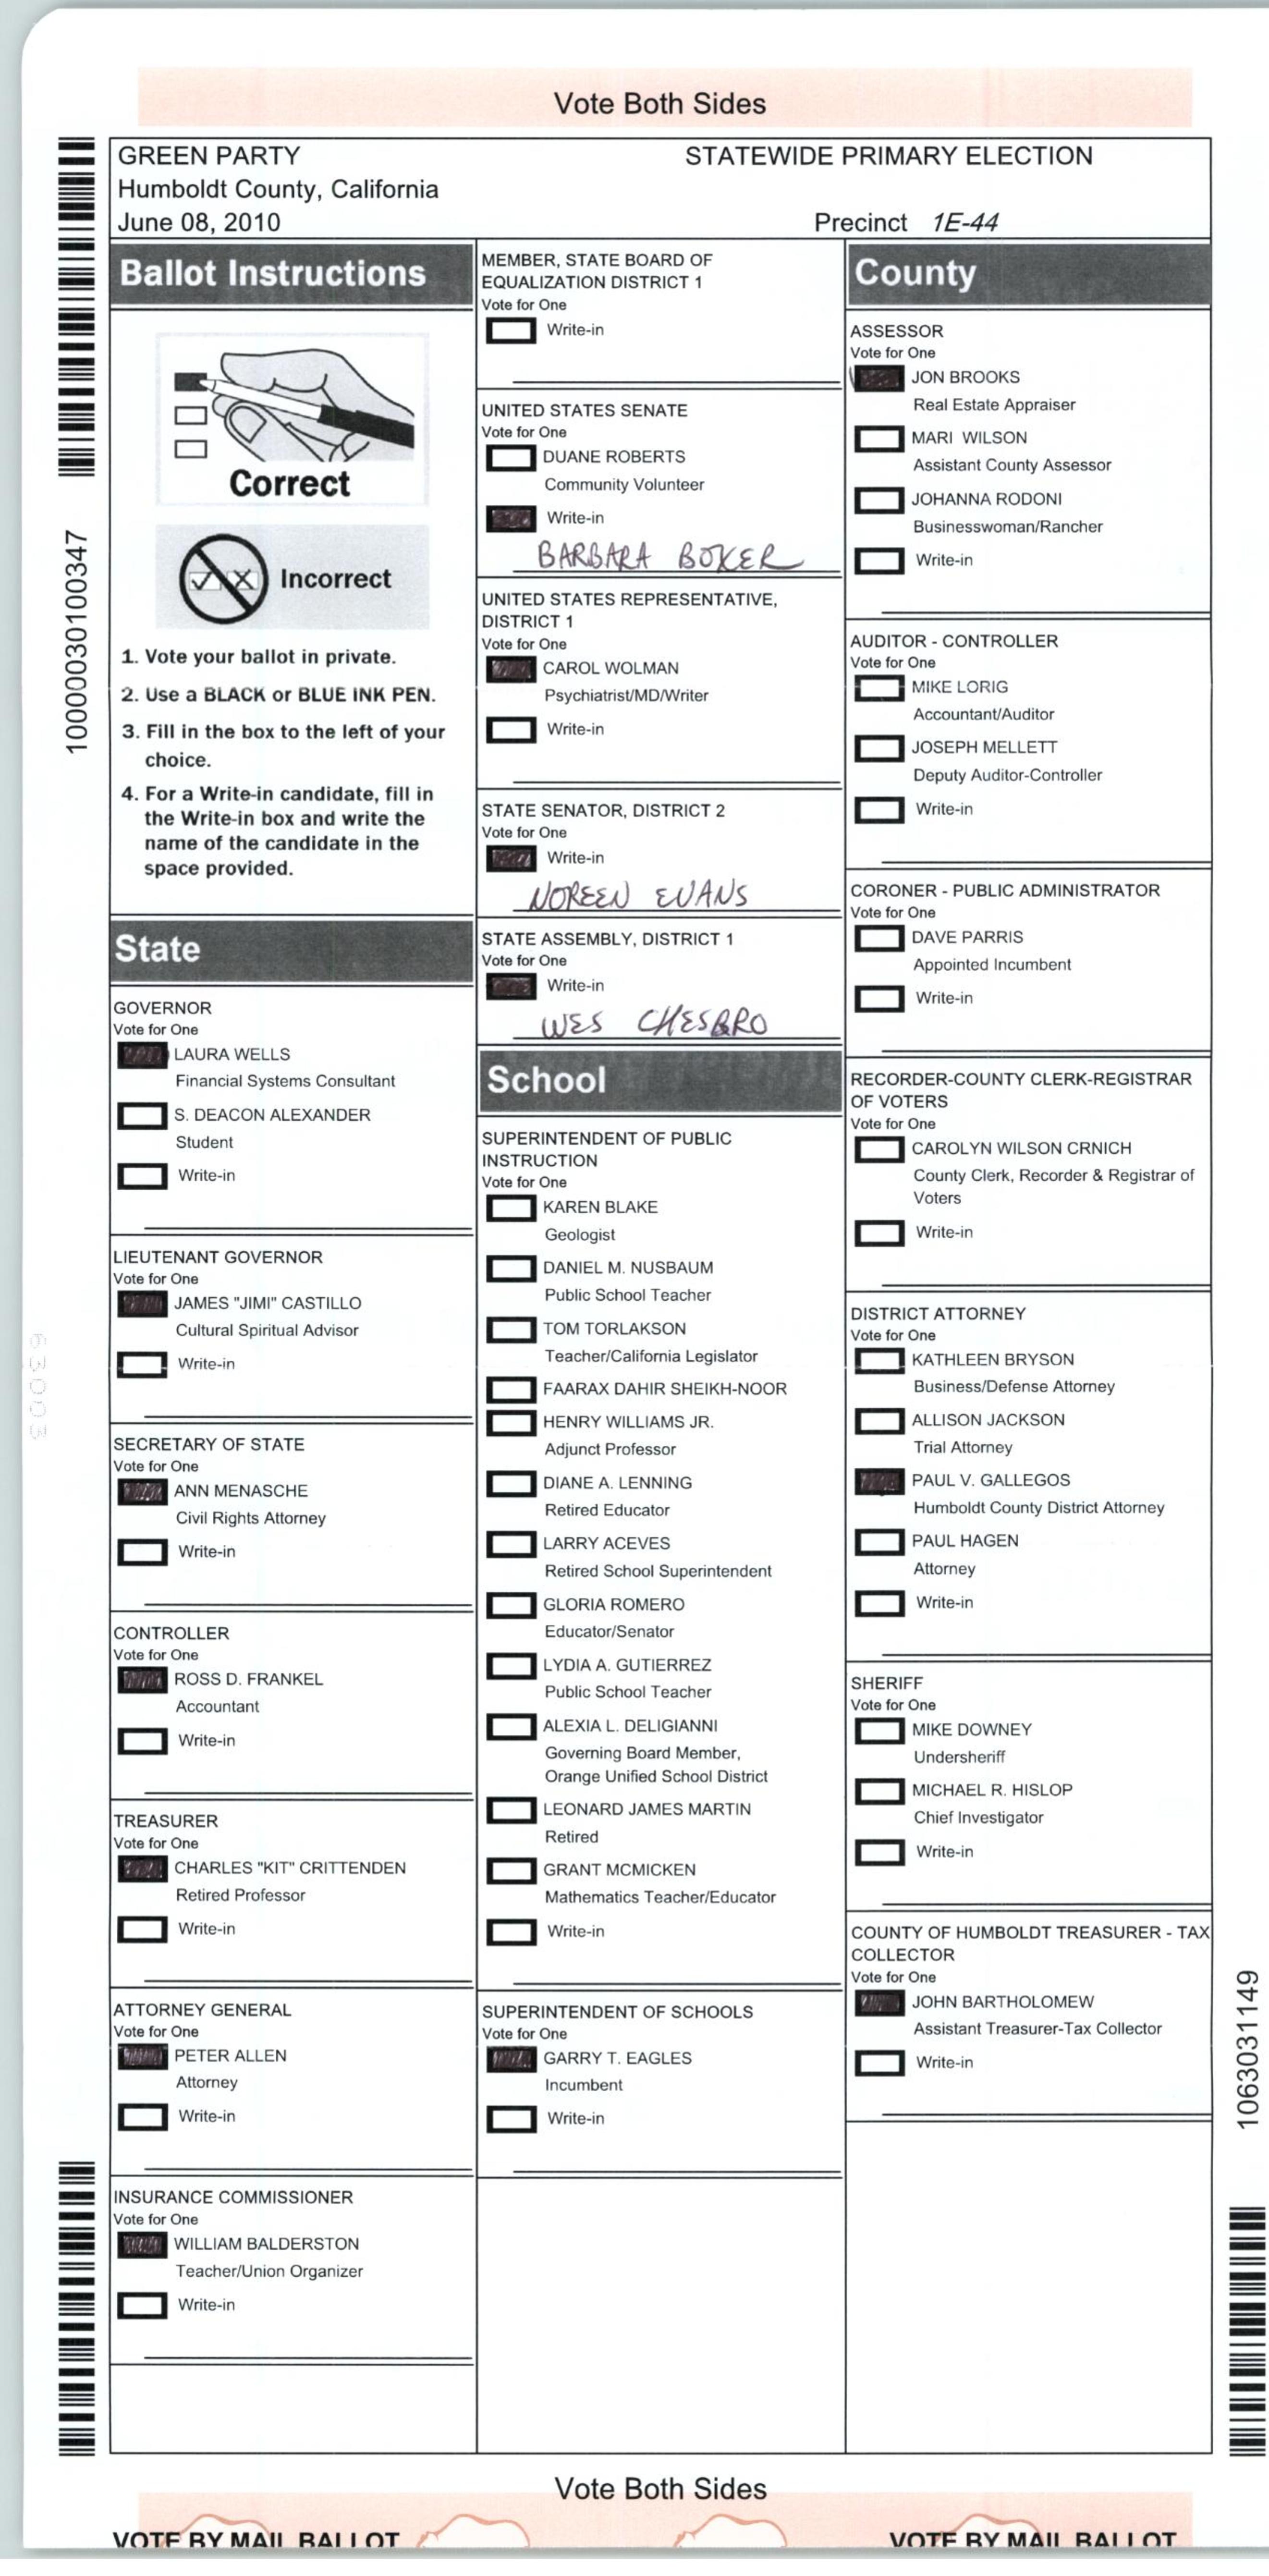 Vote Both Sides
GREEN PARTY
STATEWIDE PRIMARY ELECTION
Humboldt County, California
June 08, 2010
Precinct 1E-44
Ballot Instructions
Correct
Incorrect
1. Vote your ballot in private.
2. Use a BLACK or BLUE INK PEN.
3. Fill in the box to the left of your
choice.
4. For a Write-in candidate, fill in
the Write-in box and write the
name of the candidate in the
space provided.
State
GOVERNOR
Vote for One
LAURA WELLS
Financial Systems Consultant
S. DEACON ALEXANDER
Student
Write-in
LIEUTENANT GOVERNOR
Vote for One
JAMES "JIMI" CASTILLO
Cultural Spiritual Advisor
Write-in
SECRETARY OF STATE
Vote for One
ANN MENASCHE
Civil Rights Attorney
Write-in
CONTROLLER
Vote for One
ROSS D. FRANKEL
Accountant
Write-in
TREASURER
Vote for One
CHARLES "KIT" CRITTENDEN
Retired Professor
Write-in
ATTORNEY GENERAL
Vote for One
PETER ALLEN
Attorney
Write-in
INSURANCE COMMISSIONER
Vote for One
WILLIAM BALDERSTON
Teacher/Union Organizer
Write-in
MEMBER, STATE BOARD OF
EQUALIZATION DISTRICT 1
Vote for One
Write-in
UNITED STATES SENATE
Vote for One
DUANE ROBERTS
Community Volunteer
Write-in
BARBARA BOXER
UNITED STATES REPRESENTATIVE,
DISTRICT 1
Vote for One
CAROL WOLMAN
Psychiatrist/MD/Writer
Write-in
STATE SENATOR, DISTRICT 2
Vote for One
Write-in
NOREEN EVANS
STATE ASSEMBLY, DISTRICT 1
Vote for One
Write-in
WES CHESBRO
School
SUPERINTENDENT OF PUBLIC
INSTRUCTION
Vote for One
KAREN BLAKE
Geologist
DANIEL M. NUSBAUM
Public School Teacher
TOM TORLAKSON
Teacher/California Legislator
FAARAX DAHIR SHEIKH-NOOR
HENRY WILLIAMS JR.
Adjunct Professor
DIANE A. LENNING
Retired Educator
LARRY ACEVES
Retired School Superintendent
GLORIA ROMERO
Educator/Senator
LYDIA A. GUTIERREZ
Public School Teacher
ALEXIA L. DELIGIANNI
Governing Board Member,
Orange Unified School District
LEONARD JAMES MARTIN
Retired
GRANT MCMICKEN
Mathematics Teacher/Educator
Write-in
SUPERINTENDENT OF SCHOOLS
Vote for One
GARRY T. EAGLES
Incumbent
Write-in
County
ASSESSOR
Vote for One
JON BROOKS
Real Estate Appraiser
MARI WILSON
Assistant County Assessor
JOHANNA RODONI
Businesswoman/Rancher
Write-in
AUDITOR - CONTROLLER
Vote for One
MIKE LORIG
Accountant/Auditor
JOSEPH MELLETT
Deputy Auditor-Controller
Write-in
CORONER - PUBLIC ADMINISTRATOR
Vote for One
DAVE PARRIS
Appointed Incumbent
Write-in
RECORDER-COUNTY CLERK-REGISTRAR
OF VOTERS
Vote for One
CAROLYN WILSON CRNICH
County Clerk, Recorder & Registrar of
Voters
Write-in
DISTRICT ATTORNEY
Vote for One
KATHLEEN BRYSON
Business/Defense Attorney
ALLISON JACKSON
Trial Attorney
PAUL V. GALLEGOS
Humboldt County District Attorney
PAUL HAGEN
Attorney
Write-in
SHERIFF
Vote for One
MIKE DOWNEY
Undersheriff
MICHAEL R. HISLOP
Chief Investigator
Write-in
COUNTY OF HUMBOLDT TREASURER - TAX
COLLECTOR
Vote for One
JOHN BARTHOLOMEW
Assistant Treasurer-Tax Collector
Write-in
10000030100347
63003
1063031149
Vote Both Sides
VOTE BY MAIL BALLOT
VOTE BY MAIL BALLOT